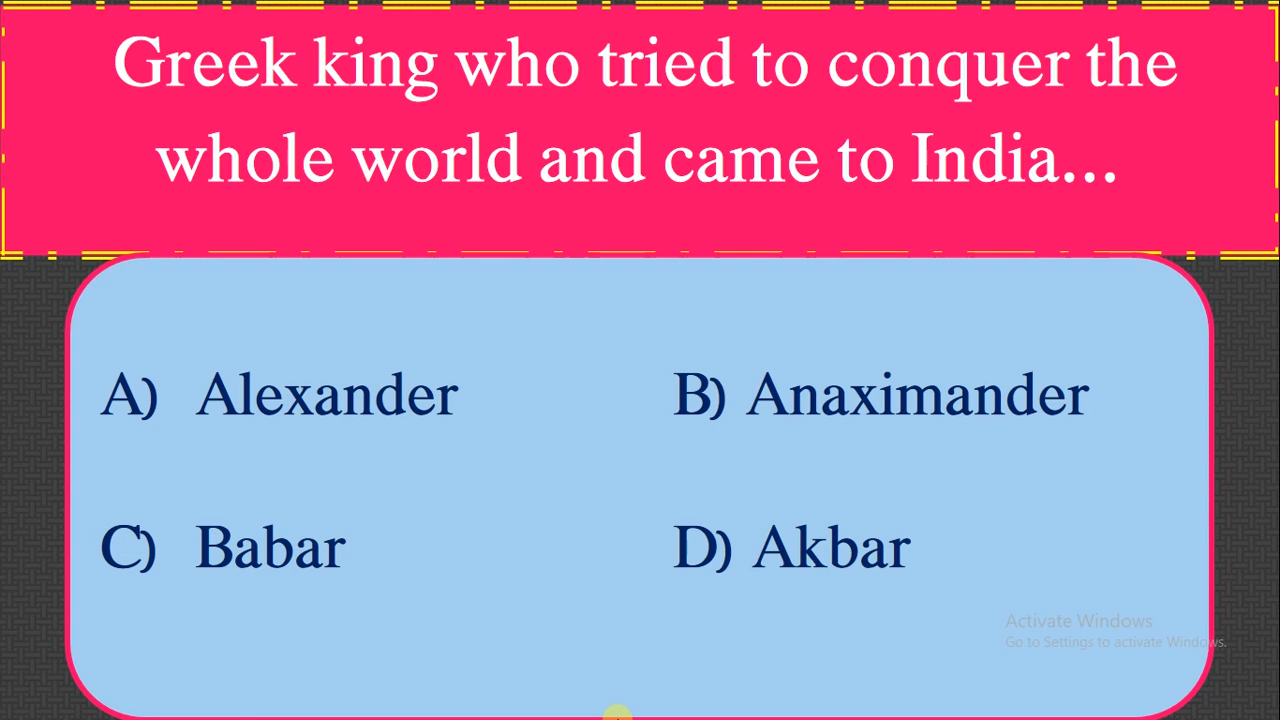 Greek king who tried to conquer the
whole world and came to India...
A) Alexander B) Anaximander
C) Babar D) Akbar
Activate Windows
Go to Settings to activate Windows.